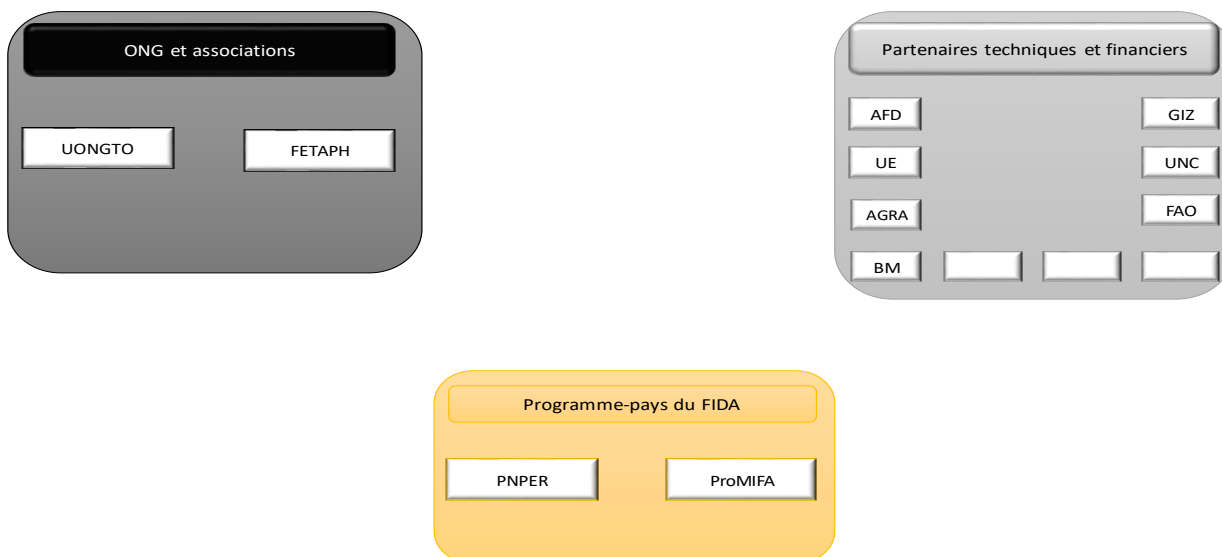 ONG et associations
UONGTO
FETAPH
Partenaires techniques et financiers
AFD
GIZ
UE
UNC
AGRA
FAO
BM
Programme-pays du FIDA
PNPER
ProMIFA